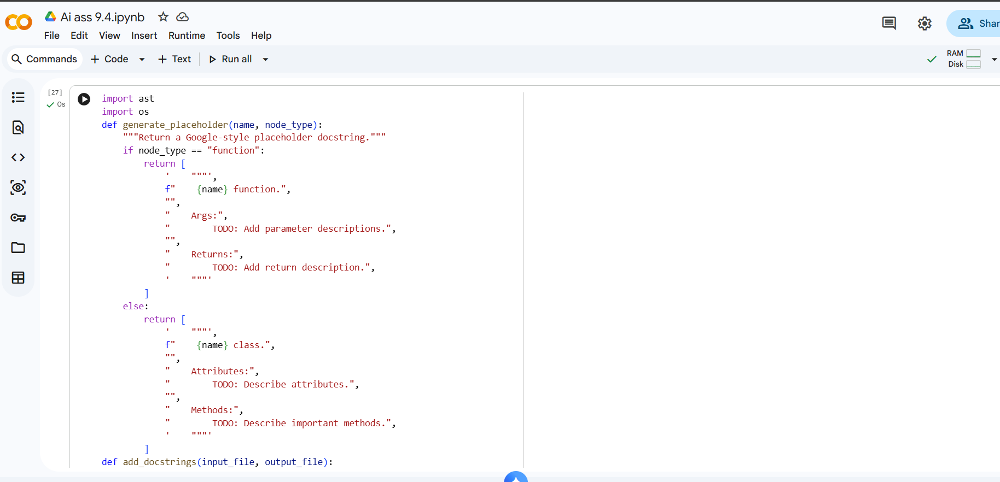 Ai ass 9.4.ipynb
File Edit View Insert Runtime Tools Help
Commands + Code + Text Run all
RAM
Disk
[27]
0s
import ast
import os
def generate_placeholder(name, node_type):
    """Return a Google-style placeholder docstring."""
    if node_type == "function":
        return [
            '    """',
            f"    {name} function.",
            "",
            "    Args:",
            "        TODO: Add parameter descriptions.",
            "",
            "    Returns:",
            "        TODO: Add return description.",
            '    """'
        ]
    else:
        return [
            '    """',
            f"    {name} class.",
            "",
            "    Attributes:",
            "        TODO: Describe attributes.",
            "",
            "    Methods:",
            "        TODO: Describe important methods.",
            '    """'
        ]
def add_docstrings(input_file, output_file):